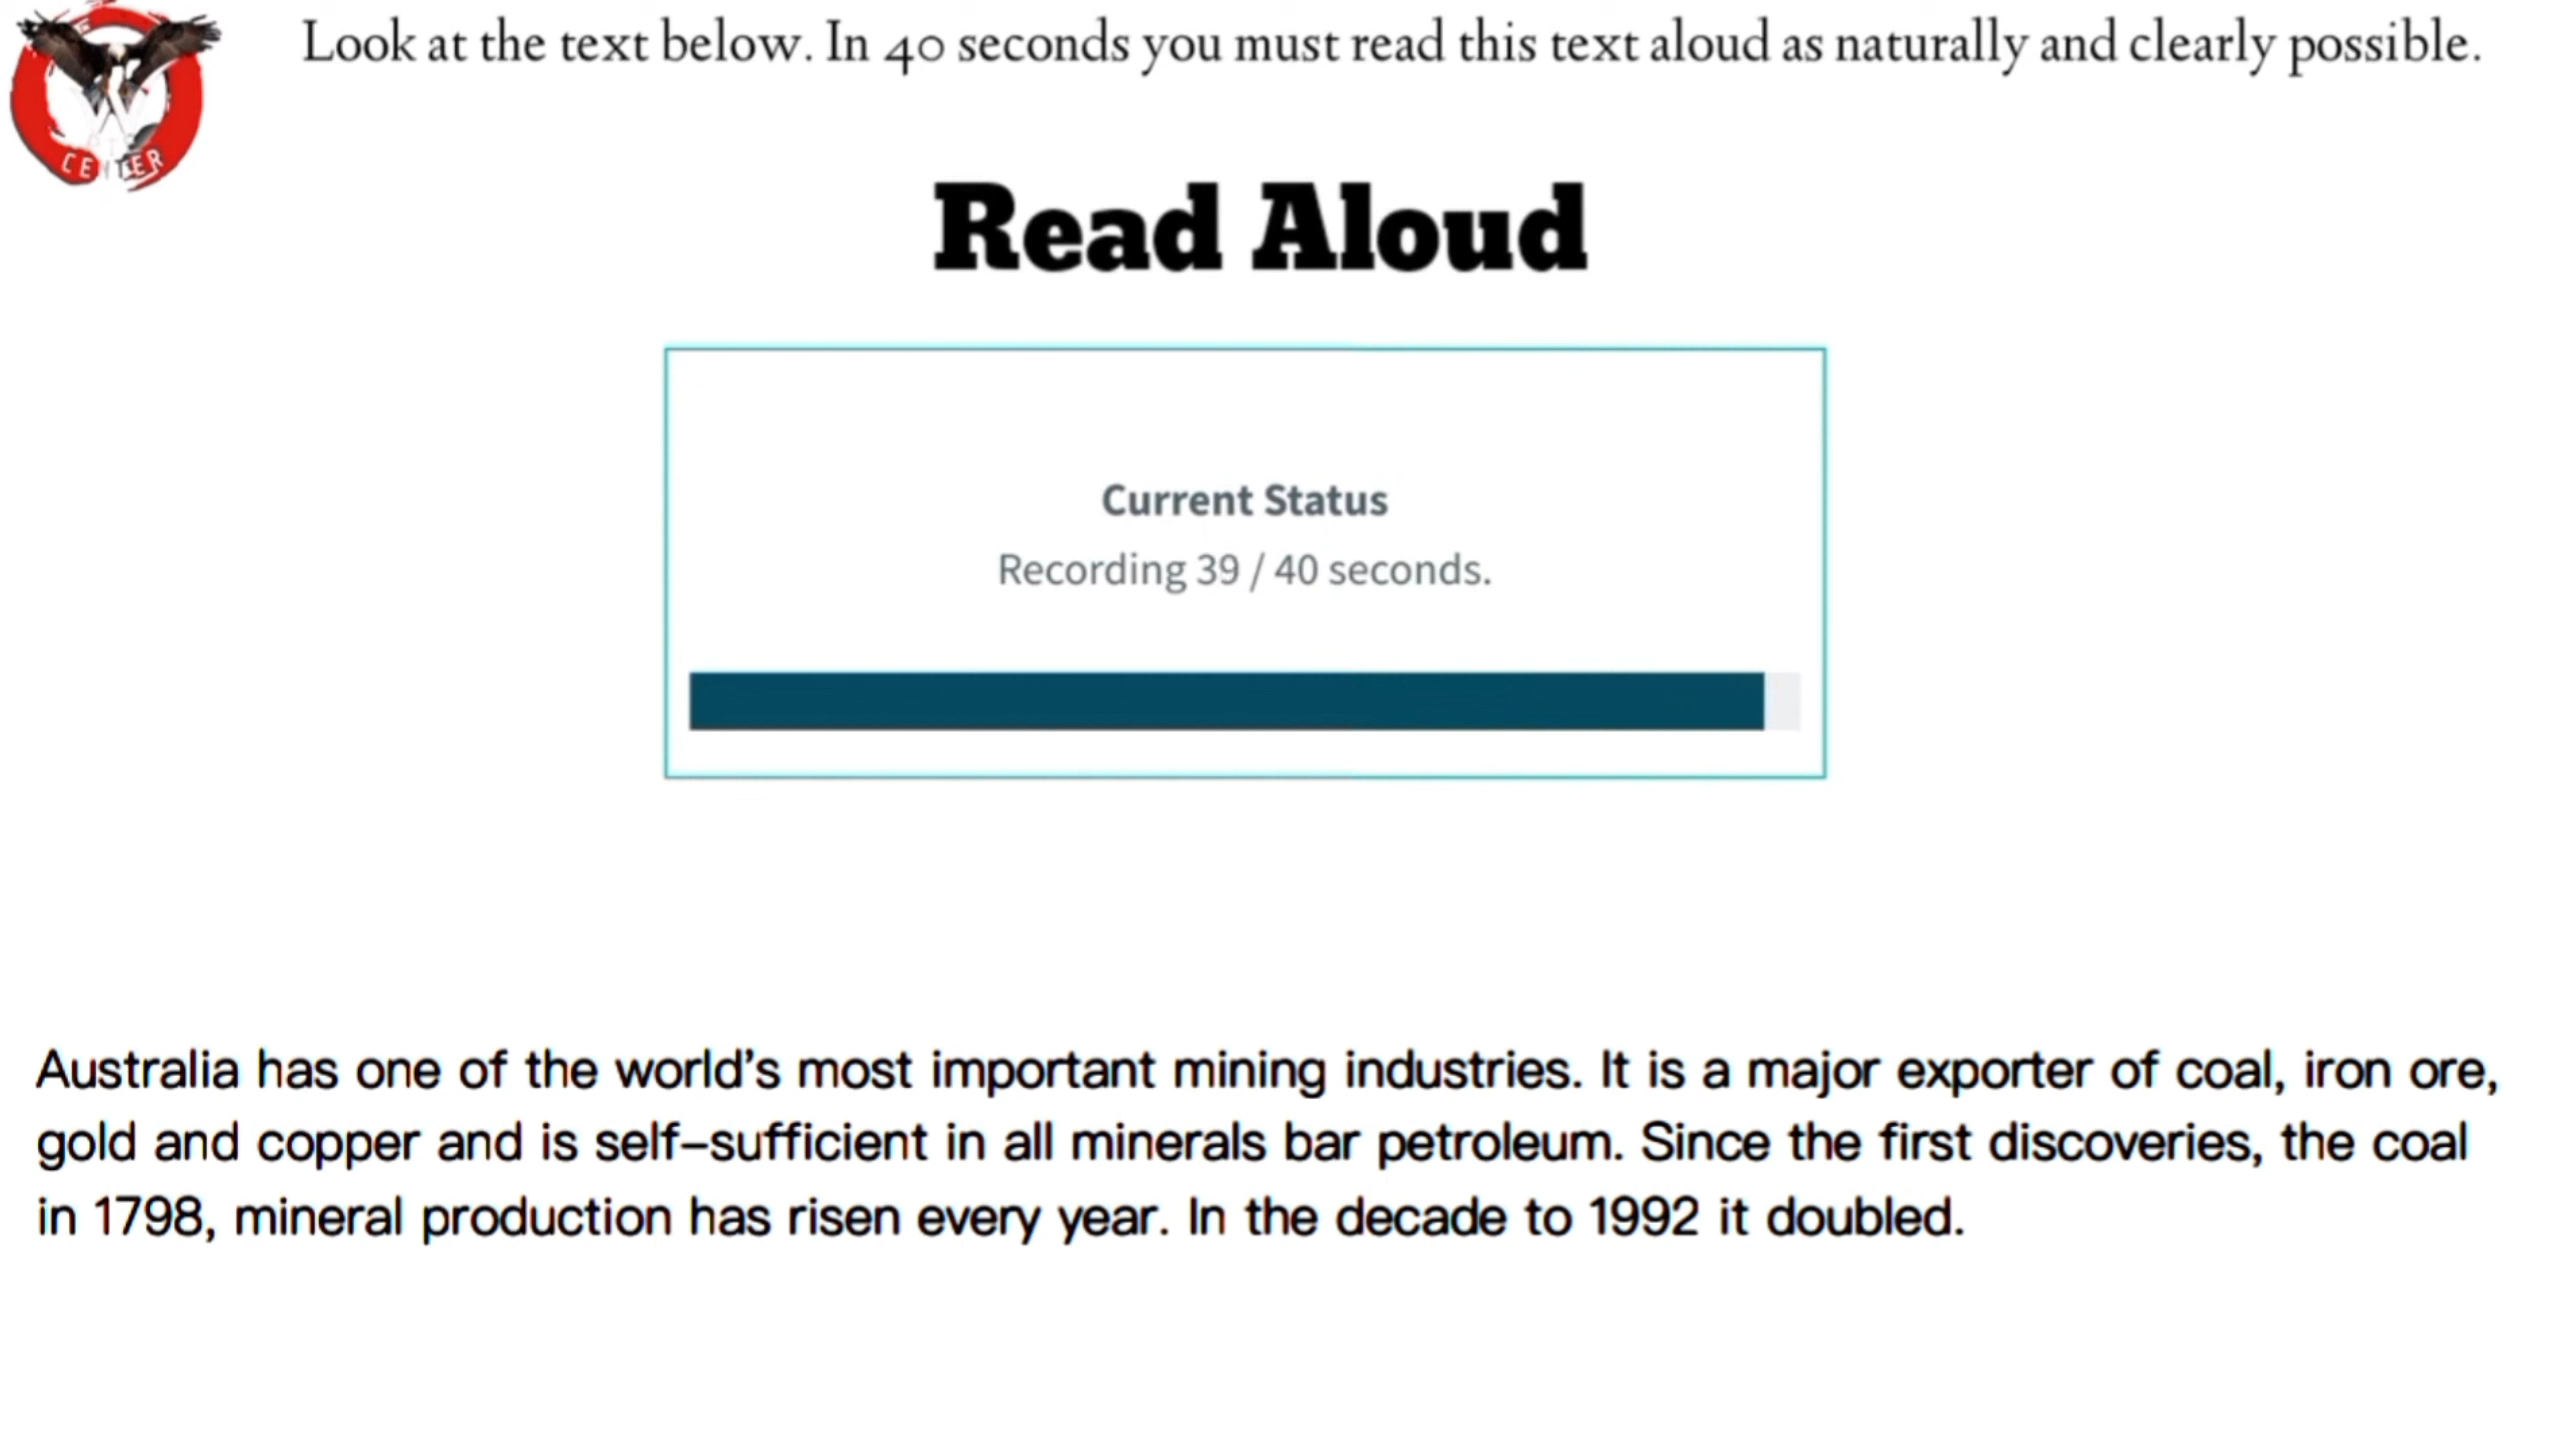 Look at the text below. In 40 seconds you must read this text aloud as naturally and clearly possible.
CENTER
Read Aloud
Current Status
Recording 39 / 40 seconds.
Australia has one of the world's most important mining industries. It is a major exporter of coal, iron ore,
gold and copper and is self-sufficient in all minerals bar petroleum. Since the first discoveries, the coal
in 1798, mineral production has risen every year. In the decade to 1992 it doubled.